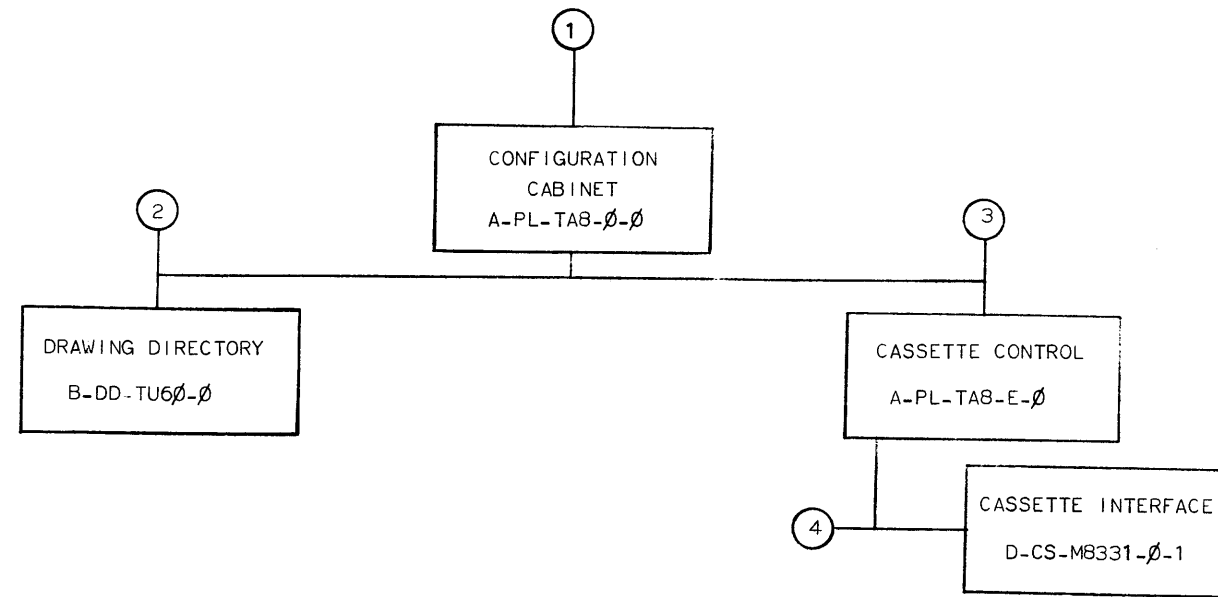 1
CONFIGURATION
CABINET
A-PL-TA8-Ø-Ø
2
3
DRAWING DIRECTORY
B-DD-TU6Ø-Ø
CASSETTE CONTROL
A-PL-TA8-E-Ø
4
CASSETTE INTERFACE
D-CS-M8331-Ø-1